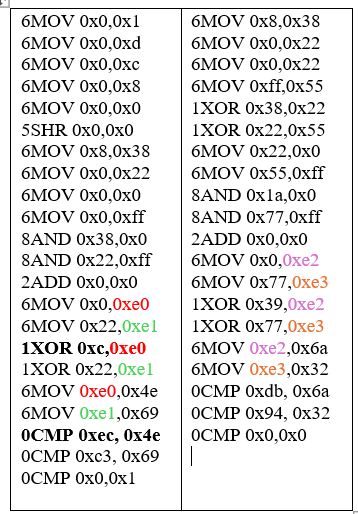 6MOV 0x0,0x1
6MOV 0x0,0xd
6MOV 0x0,0xc
6MOV 0x0,0x8
6MOV 0x0,0x0
5SHR 0x0,0x0
6MOV 0x8,0x38
6MOV 0x0,0x22
6MOV 0x0,0x0
6MOV 0x0,0xff
8AND 0x38,0x0
8AND 0x22,0xff
2ADD 0x0,0x0
6MOV 0x0,0xe0
6MOV 0x22,0xe1
1XOR 0xc,0xe0
1XOR 0x22,0xe1
6MOV 0xe0,0x4e
6MOV 0xe1,0x69
0CMP 0xec, 0x4e
0CMP 0xc3, 0x69
0CMP 0x0,0x1
6MOV 0x8,0x38
6MOV 0x0,0x22
6MOV 0x0,0x22
6MOV 0xff,0x55
1XOR 0x38,0x22
1XOR 0x22,0x55
6MOV 0x22,0x0
6MOV 0x55,0xff
8AND 0x1a,0x0
8AND 0x77,0xff
2ADD 0x0,0x0
6MOV 0x0,0xe2
6MOV 0x77,0xe3
1XOR 0x39,0xe2
1XOR 0x77,0xe3
6MOV 0xe2,0x6a
6MOV 0xe3,0x32
0CMP 0xdb, 0x6a
0CMP 0x94, 0x32
0CMP 0x0,0x0